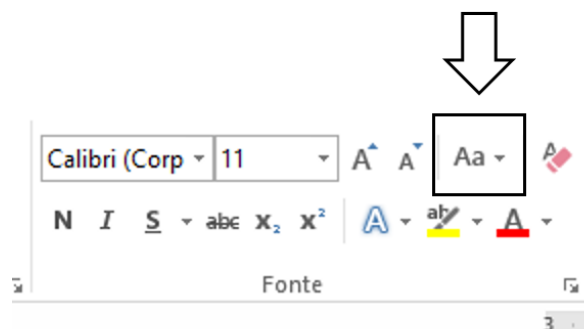 Calibri (Corp 11 A A Aa A
N I S abc X₂ X² A ab A
Fonte
3